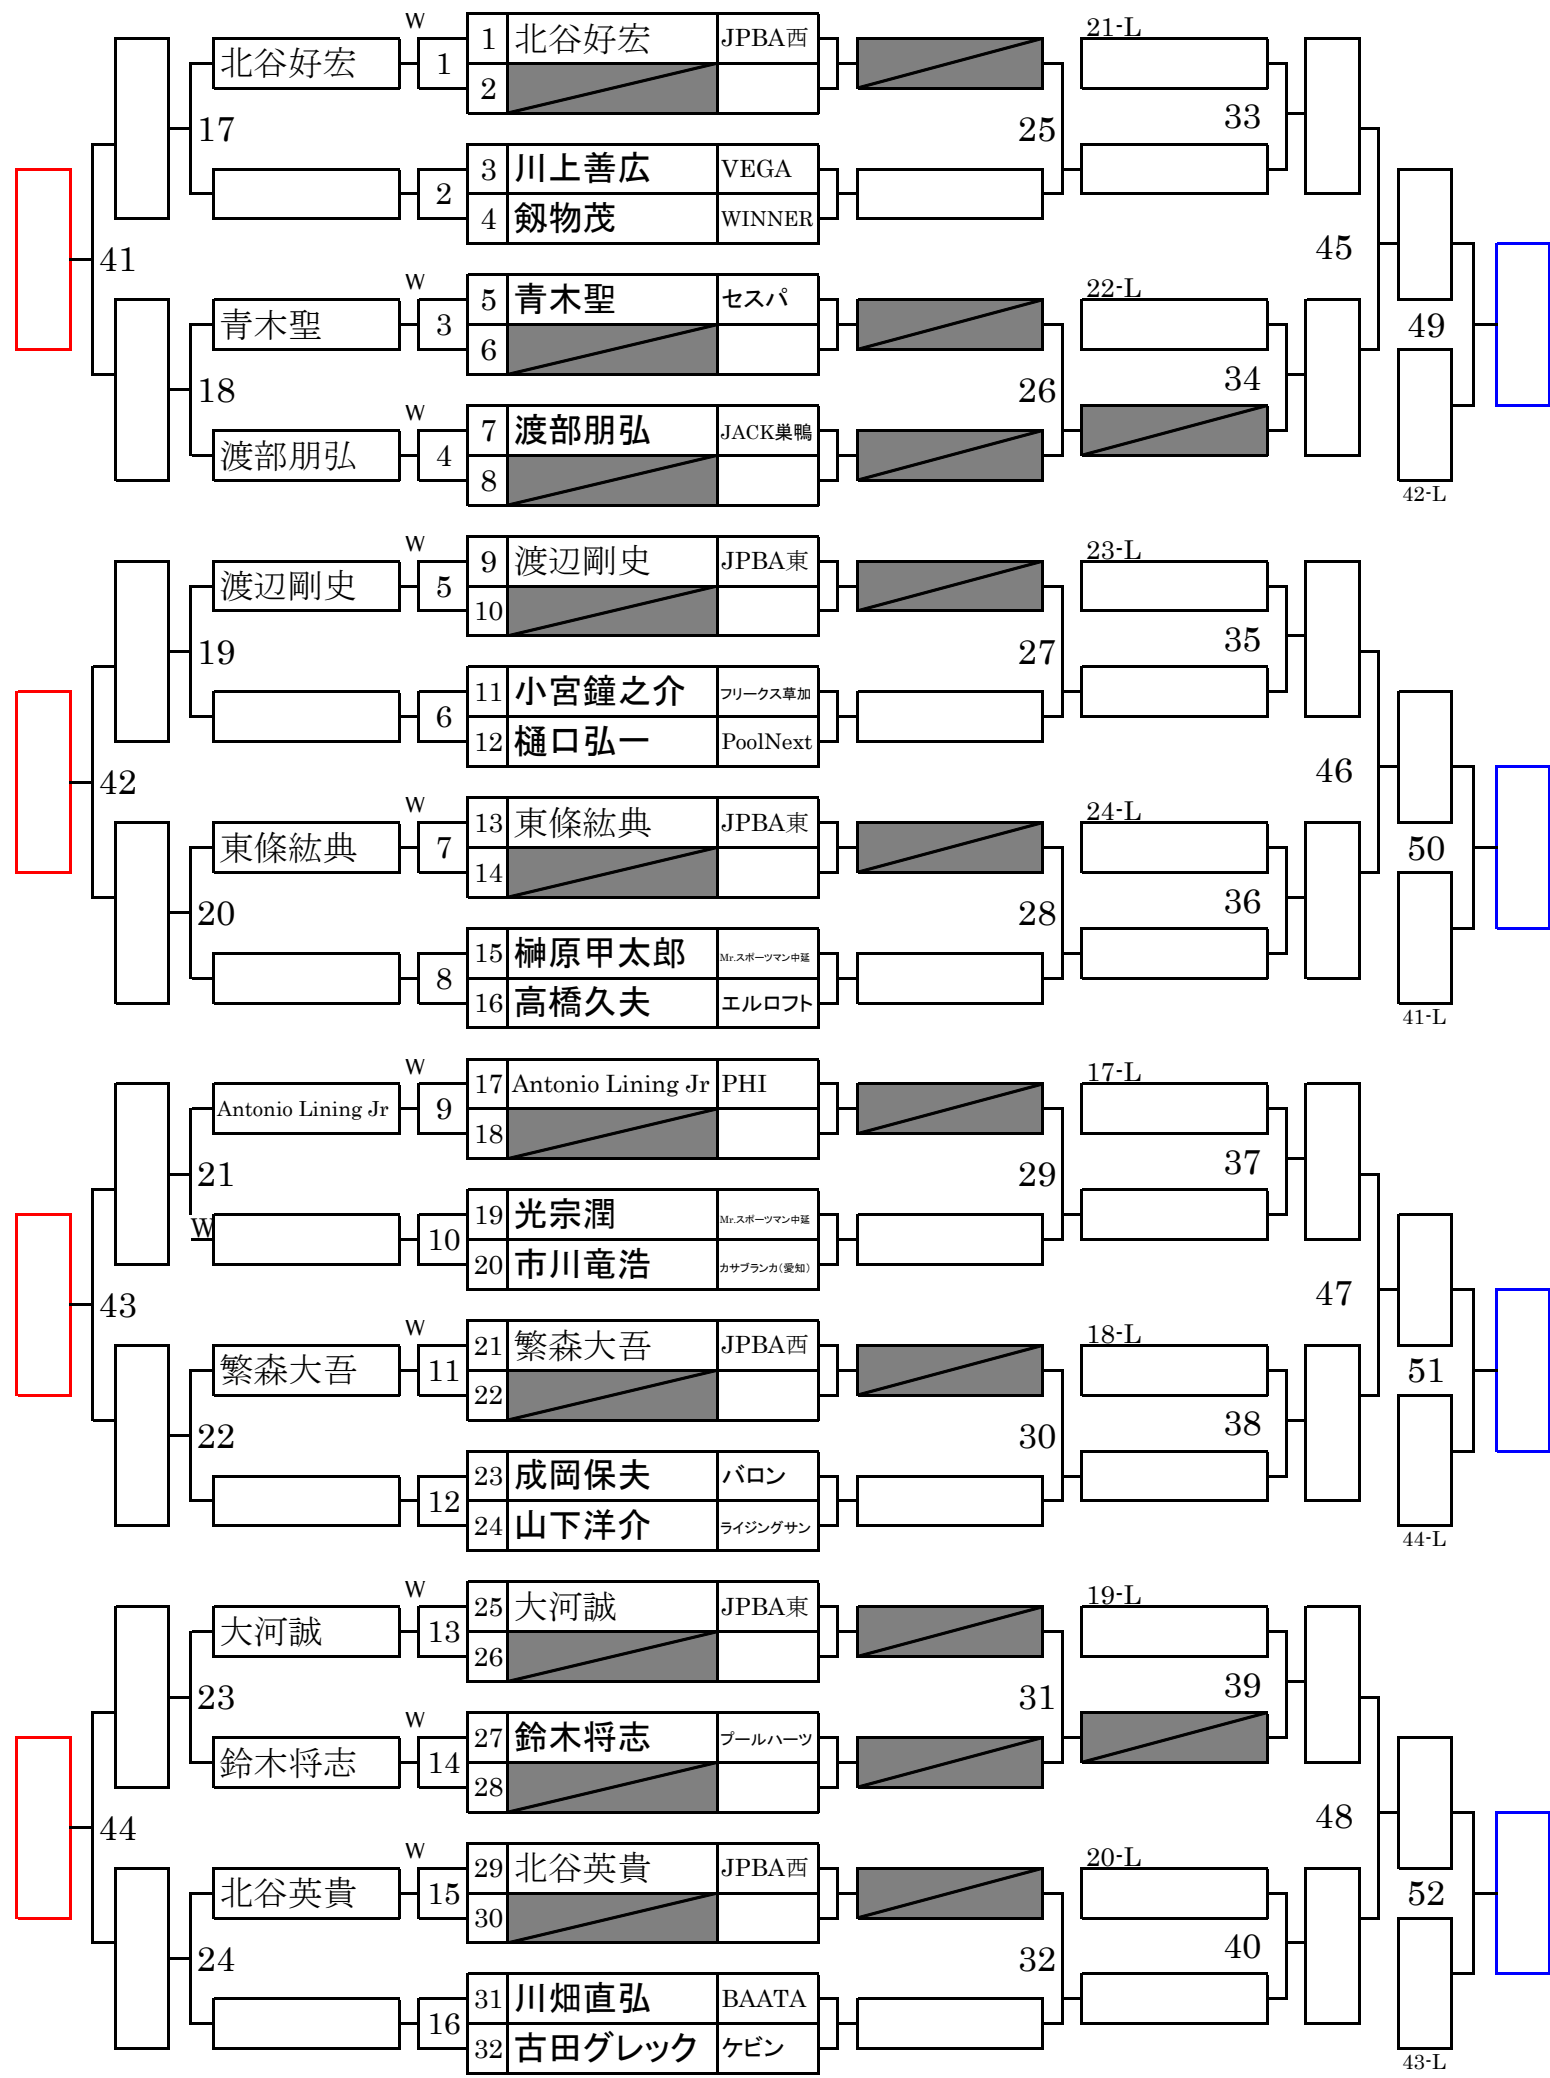 W
1 北谷好宏 JPBA西
21-L
北谷好宏 1
2
17
25
33
3 川上善広 VEGA
2
4 剱物茂 WINNER
41
45
W
5 青木聖 セスパ
22-L
青木聖 3
6
49
18
26
34
W
7 渡部朋弘 JACK巣鴨
渡部朋弘 4
8
42-L
W
9 渡辺剛史 JPBA東
23-L
渡辺剛史 5
10
19
27
35
11 小宮鐘之介 フリークス草加
6
12 樋口弘一 PoolNext
42
46
W
13 東條紘典 JPBA東
24-L
東條紘典 7
14
50
20
28
36
15 榊原甲太郎 Mr.スポーツマン中延
8
16 高橋久夫 エルロフト
41-L
W
17 Antonio Lining Jr PHI
17-L
Antonio Lining Jr 9
18
21
29
37
19 光宗潤 Mr.スポーツマン中延
W
10
20 市川竜浩 カサブランカ(愛知)
43
47
W
21 繁森大吾 JPBA西
18-L
繁森大吾 11
22
51
22
30
38
23 成岡保夫 バロン
12
24 山下洋介 ライジングサン
44-L
W
25 大河誠 JPBA東
19-L
大河誠 13
26
23
31
39
W
27 鈴木将志 プールハーツ
鈴木将志 14
28
44
48
W
29 北谷英貴 JPBA西
20-L
北谷英貴 15
30
52
24
32
40
31 川畑直弘 BAATA
16
32 古田グレック ケビン
43-L